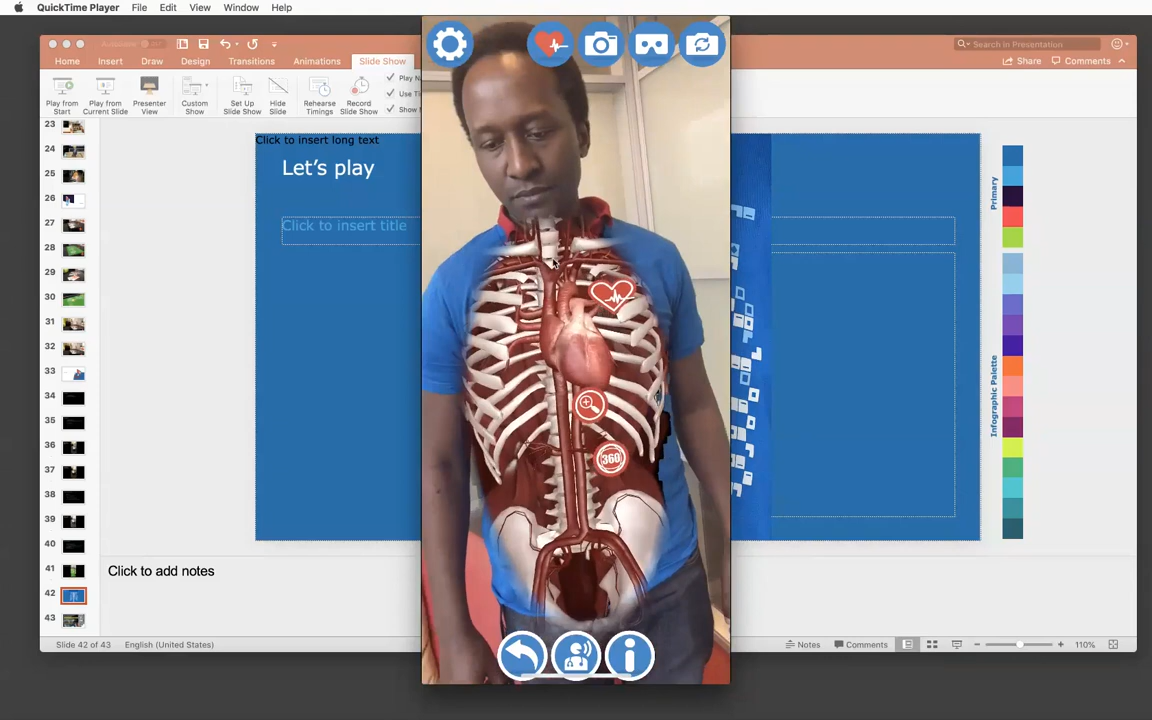 QuickTime Player File Edit View Window Help
Search in Presentation
Home Insert Draw Design Transitions Animations Slide Show
Share Comments
Play from Start
Play from Current Slide
Presenter View
Custom Show
Set Up Slide Show
Hide Slide
Rehearse Timings
Record Slide Show
Play N
Use Ti
Show
23
24
25
26
27
28
29
30
31
32
33
34
35
36
37
38
39
40
41
42
43
Click to insert long text
Let's play
Click to insert title
360
Primary
Infographic Palette
Click to add notes
Slide 42 of 43 English (United States)
Notes Comments 110%